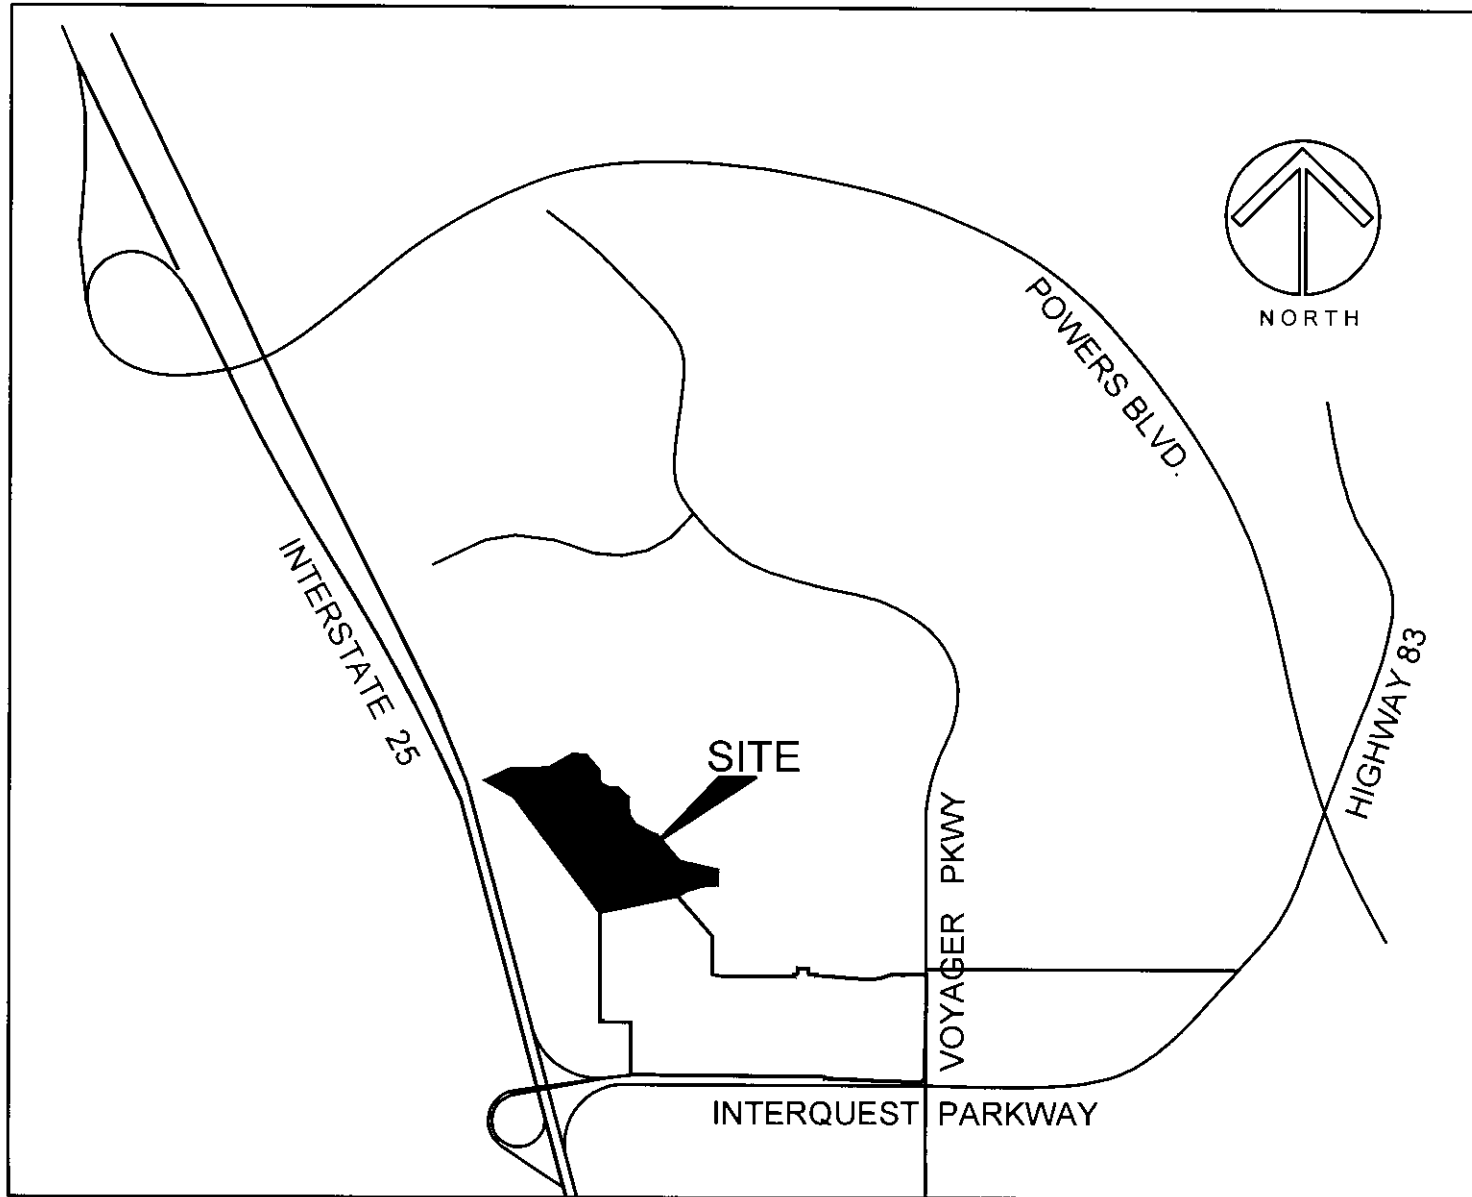 NORTH
POWERS BLVD.
INTERSTATE 25
HIGHWAY 83
SITE
VOYAGER PKWY
INTERQUEST PARKWAY